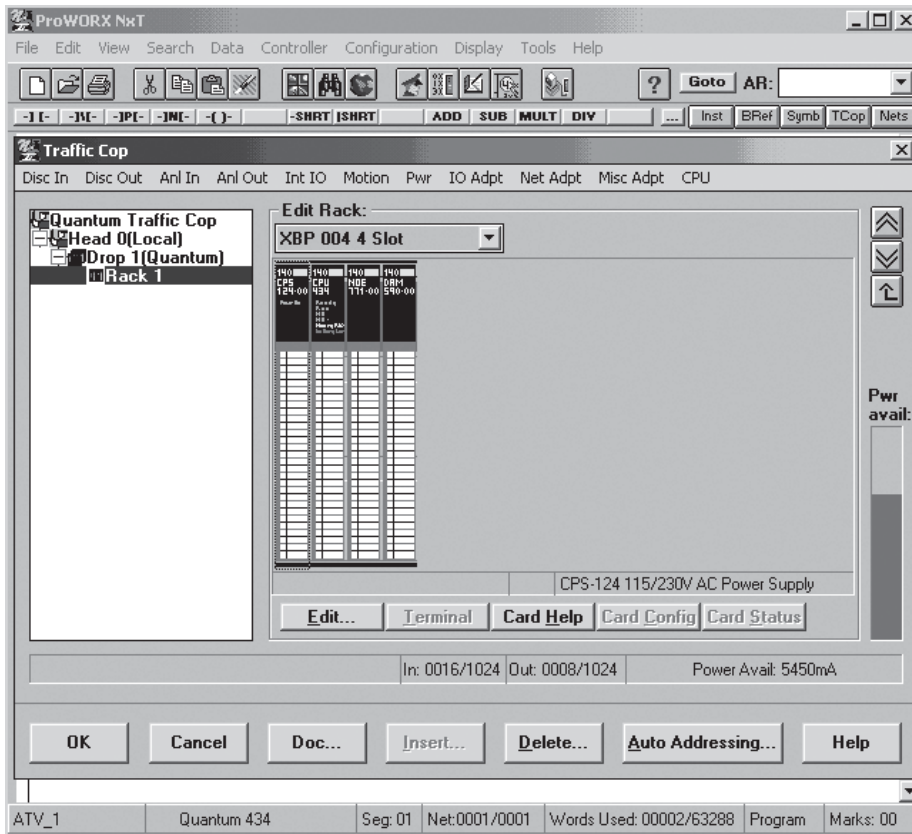 ProWORX NxT
File Edit View Search Data Controller Configuration Display Tools Help
? Goto AR:
-] [- -]\[- -]P[- -]N[- -( )- -SHRT |SHRT ADD SUB MULT DIV ... Inst BRef Symb TCop Nets
Traffic Cop
Disc In Disc Out Anl In Anl Out Int IO Motion Pwr IO Adpt Net Adpt Misc Adpt CPU
Quantum Traffic Cop
Head 0(Local)
Drop 1(Quantum)
Rack 1
Edit Rack:
XBP 004 4 Slot
140 140 140 140
CPS CPU NOE DAM
124-00 434 771-00 590-00
Pwr
avail:
CPS-124 115/230V AC Power Supply
Edit... Terminal Card Help Card Config Card Status
In: 0016/1024 Out: 0008/1024 Power Avail: 5450mA
OK Cancel Doc... Insert... Delete... Auto Addressing... Help
ATV_1 Quantum 434 Seg: 01 Net:0001/0001 Words Used: 00002/63288 Program Marks: 00